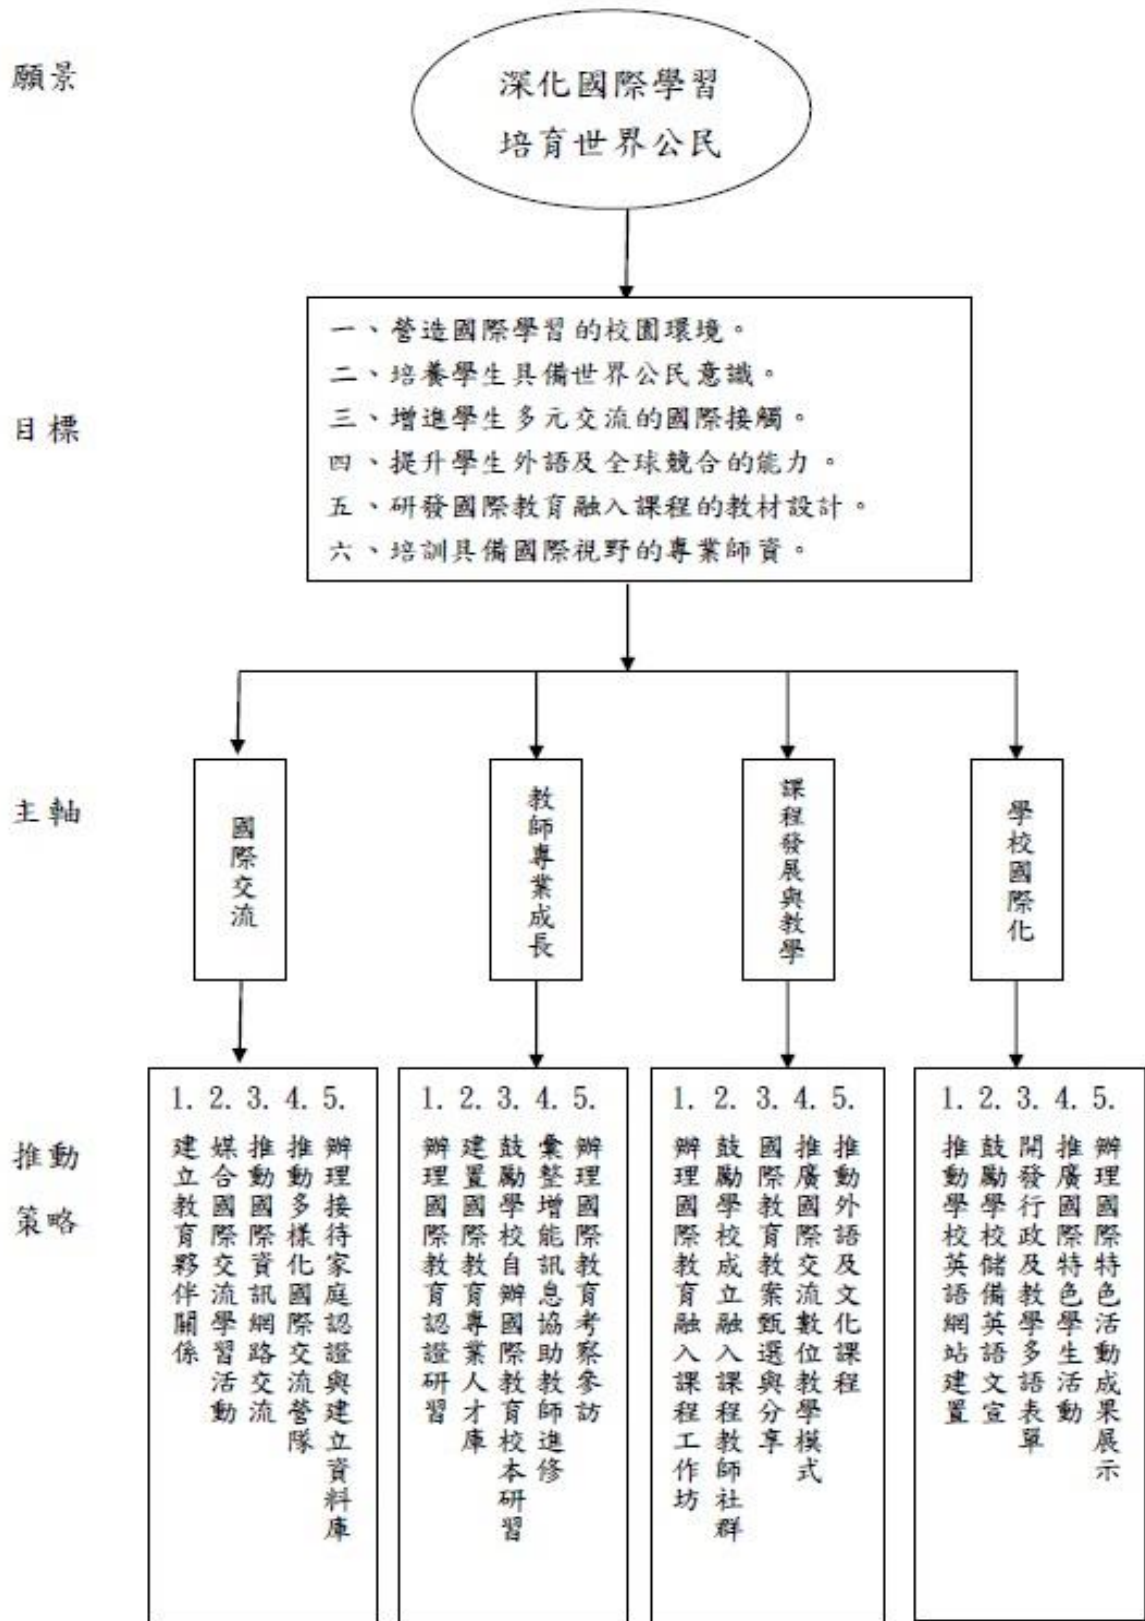 願景
深化國際學習
培育世界公民
目標
一、營造國際學習的校園環境。
二、培養學生具備世界公民意識。
三、增進學生多元交流的國際接觸。
四、提升學生外語及全球競合的能力。
五、研發國際教育融入課程的教材設計。
六、培訓具備國際視野的專業師資。
主軸
國際交流
教師專業成長
課程發展與教學
學校國際化
推動
策略
1. 建立教育夥伴關係
2. 媒合國際交流學習活動
3. 推動國際資訊網路交流
4. 推動多樣化國際交流營隊
5. 辦理接待家庭認證與建立資料庫
1. 辦理國際教育認證研習
2. 建置國際教育專業人才庫
3. 鼓勵學校自辦國際教育校本研習
4. 彙整增能訊息協助教師進修
5. 辦理國際教育考察參訪
1. 辦理國際教育融入課程工作坊
2. 鼓勵學校成立融入課程教師社群
3. 國際教育教案甄選與分享
4. 推廣國際交流數位教學模式
5. 推動外語及文化課程
1. 推動學校英語網站建置
2. 鼓勵學校儲備英語文宣
3. 開發行政及教學多語表單
4. 推廣國際特色學生活動
5. 辦理國際特色活動成果展示